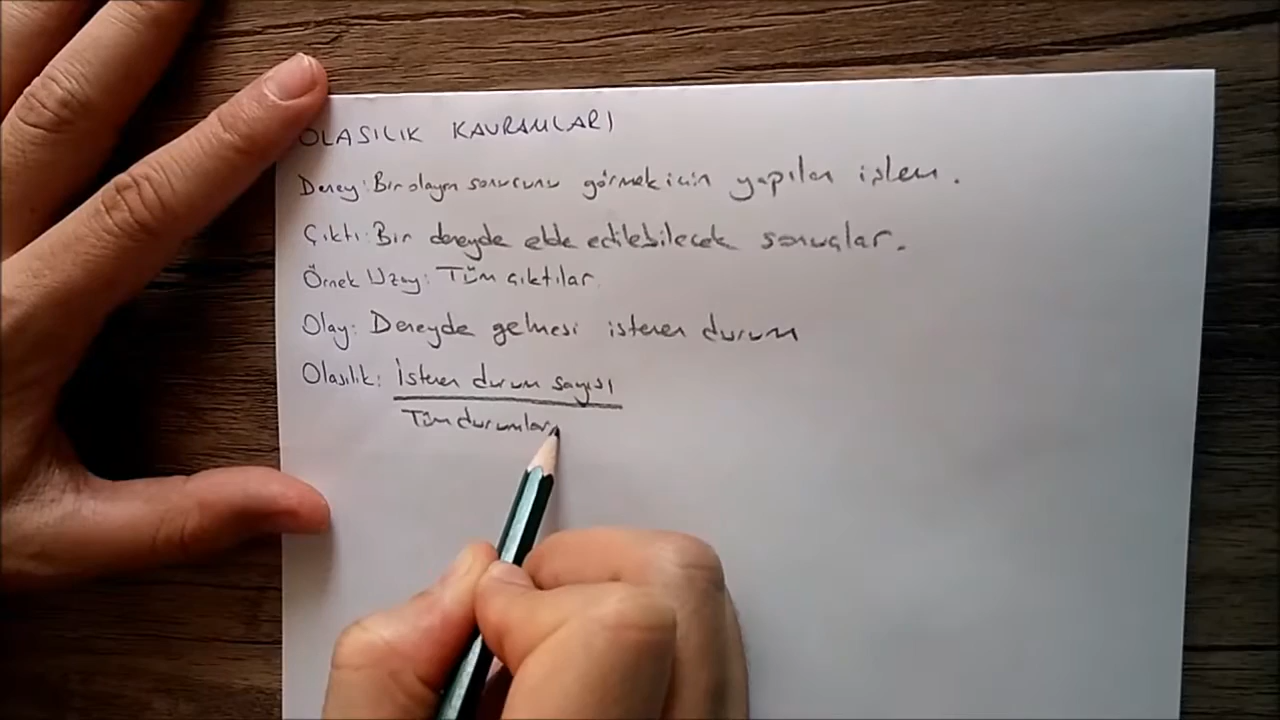 OLASILIK KAVRAMLARI
Deney: Bir olayın sonucunu görmek için yapılan işlem.
Çıktı: Bir deneyde elde edilebilecek sonuçlar.
Örnek Uzay: Tüm çıktılar.
Olay: Deneyde gelmesi istenen durum
Olasılık: İstenen durum sayısı
Tüm durumlar